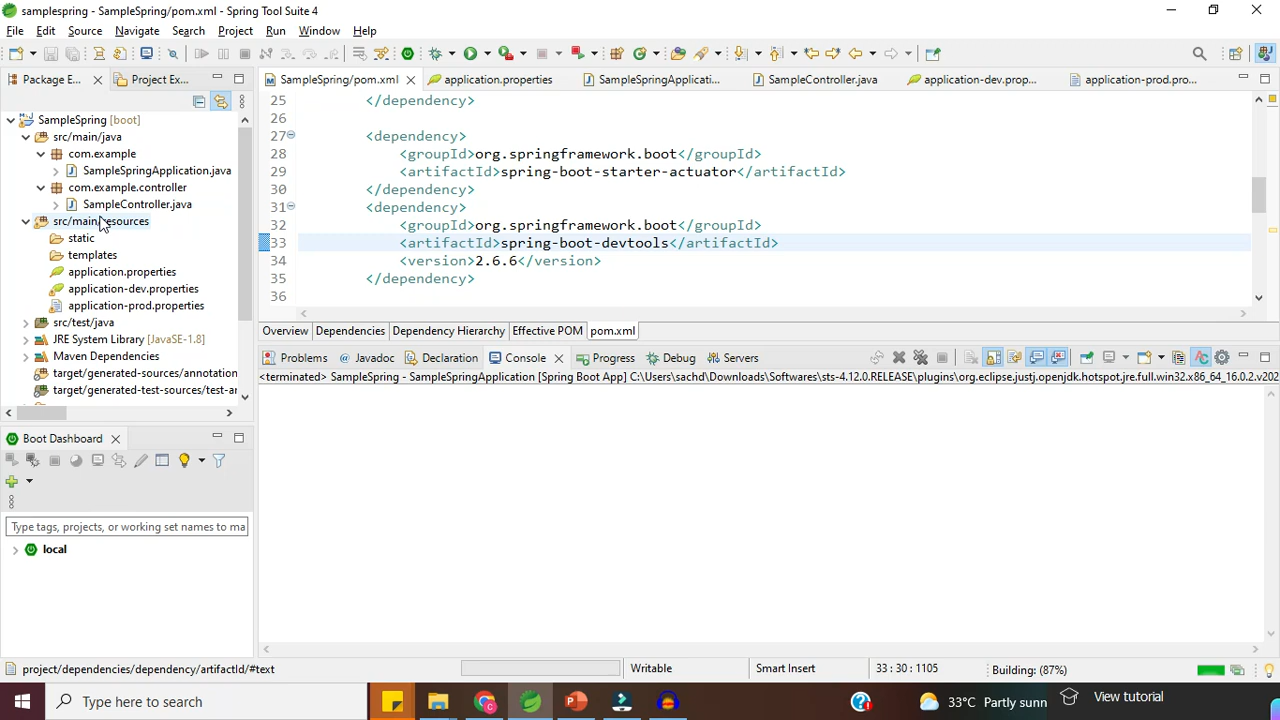 samplespring - SampleSpring/pom.xml - Spring Tool Suite 4
File Edit Source Navigate Search Project Run Window Help
Package E... Project Ex...
SampleSpring [boot]
src/main/java
com.example
SampleSpringApplication.java
com.example.controller
SampleController.java
src/main/resources
static
templates
application.properties
application-dev.properties
application-prod.properties
src/test/java
JRE System Library [JavaSE-1.8]
Maven Dependencies
target/generated-sources/annotation
target/generated-test-sources/test-ar
SampleSpring/pom.xml application.properties SampleSpringApplicati... SampleController.java application-dev.prop... application-prod.pro...
25 </dependency>
26
27 <dependency>
28 <groupId>org.springframework.boot</groupId>
29 <artifactId>spring-boot-starter-actuator</artifactId>
30 </dependency>
31 <dependency>
32 <groupId>org.springframework.boot</groupId>
33 <artifactId>spring-boot-devtools</artifactId>
34 <version>2.6.6</version>
35 </dependency>
36
Overview Dependencies Dependency Hierarchy Effective POM pom.xml
Problems Javadoc Declaration Console Progress Debug Servers
<terminated> SampleSpring - SampleSpringApplication [Spring Boot App] C:\Users\sachd\Downloads\Softwares\sts-4.12.0.RELEASE\plugins\org.eclipse.justj.openjdk.hotspot.jre.full.win32.x86_64_16.0.2.v202
Boot Dashboard
Type tags, projects, or working set names to ma
local
project/dependencies/dependency/artifactId/#text Writable Smart Insert 33 : 30 : 1105 Building: (87%)
Type here to search 33°C Partly sunn View tutorial